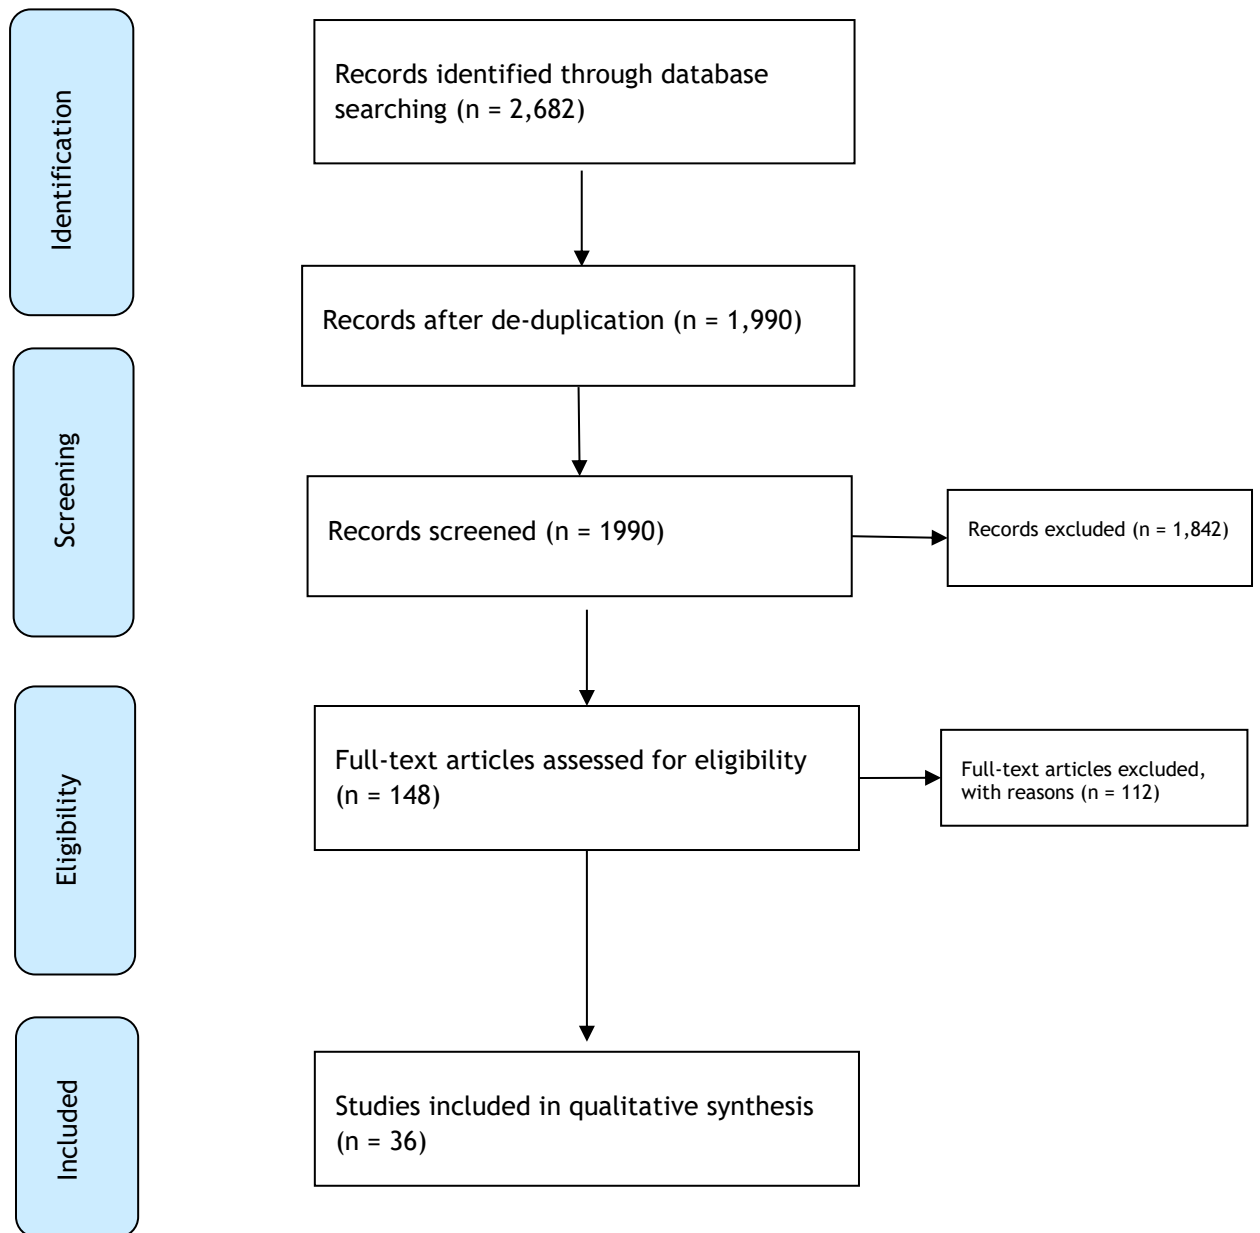 Identification
Records identified through database
searching (n = 2,682)
Records after de-duplication (n = 1,990)
Screening
Records screened (n = 1990)
Records excluded (n = 1,842)
Eligibility
Full-text articles assessed for eligibility
(n = 148)
Full-text articles excluded,
with reasons (n = 112)
Included
Studies included in qualitative synthesis
(n = 36)